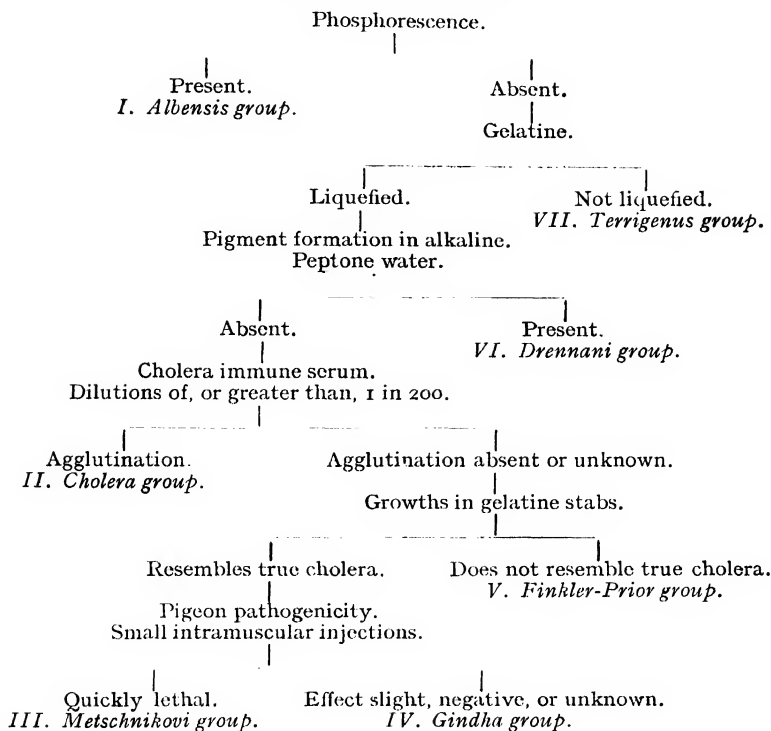 Phosphorescence.
Present.
I. Albensis group.
Absent.
Gelatine.
Liquefied.
Not liquefied.
VII. Terrigenus group.
Pigment formation in alkaline.
Peptone water.
Absent.
Present.
VI. Drennani group.
Cholera immune serum.
Dilutions of, or greater than, 1 in 200.
Agglutination.
II. Cholera group.
Agglutination absent or unknown.
Growths in gelatine stabs.
Resembles true cholera.
Does not resemble true cholera.
V. Finkler-Prior group.
Pigeon pathogenicity.
Small intramuscular injections.
Quickly lethal.
III. Metschnikovi group.
Effect slight, negative, or unknown.
IV. Gindha group.